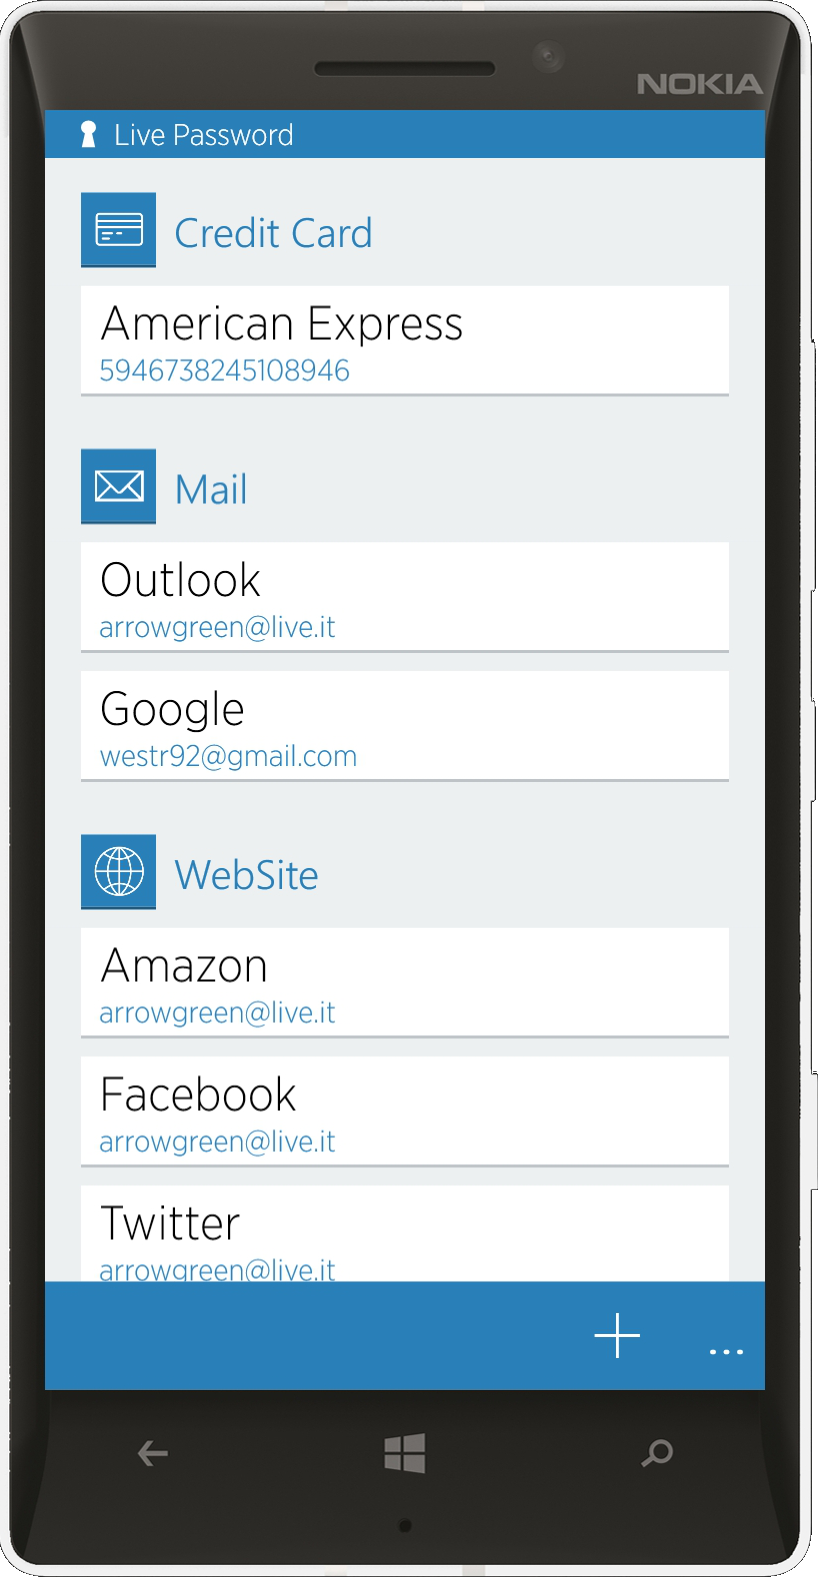 NOKIA
Live Password
Credit Card
American Express
5946738245108946
Mail
Outlook
arrowgreen@live.it
Google
westr92@gmail.com
WebSite
Amazon
arrowgreen@live.it
Facebook
arrowgreen@live.it
Twitter
arrowgreen@live.it
...